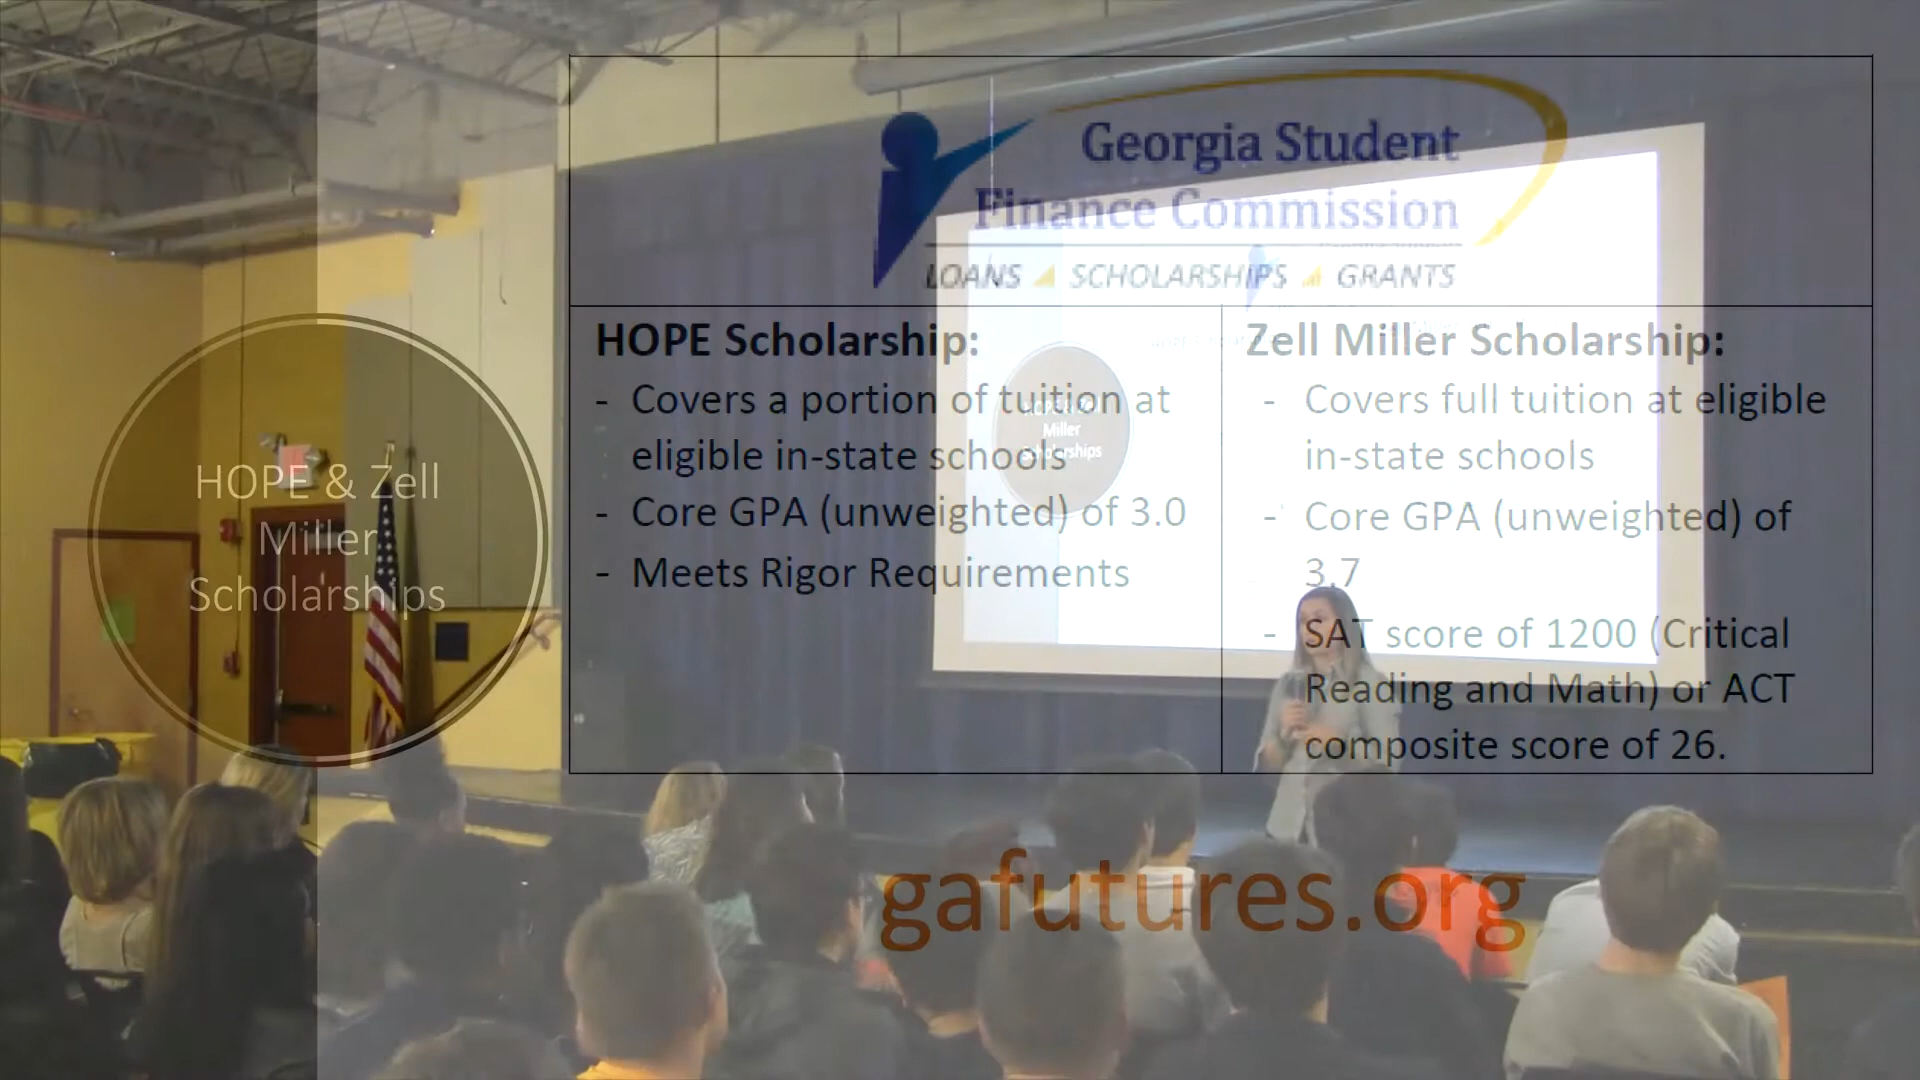 Georgia Student
Finance Commission
LOANS SCHOLARSHIPS GRANTS
HOPE & Zell
Miller
Scholarships
HOPE Scholarship:
- Covers a portion of tuition at
eligible in-state schools
- Core GPA (unweighted) of 3.0
- Meets Rigor Requirements
Zell Miller Scholarship:
- Covers full tuition at eligible
in-state schools
- Core GPA (unweighted) of
3.7
- SAT score of 1200 (Critical
Reading and Math) or ACT
composite score of 26.
Miller
Scholarships
gafutures.org